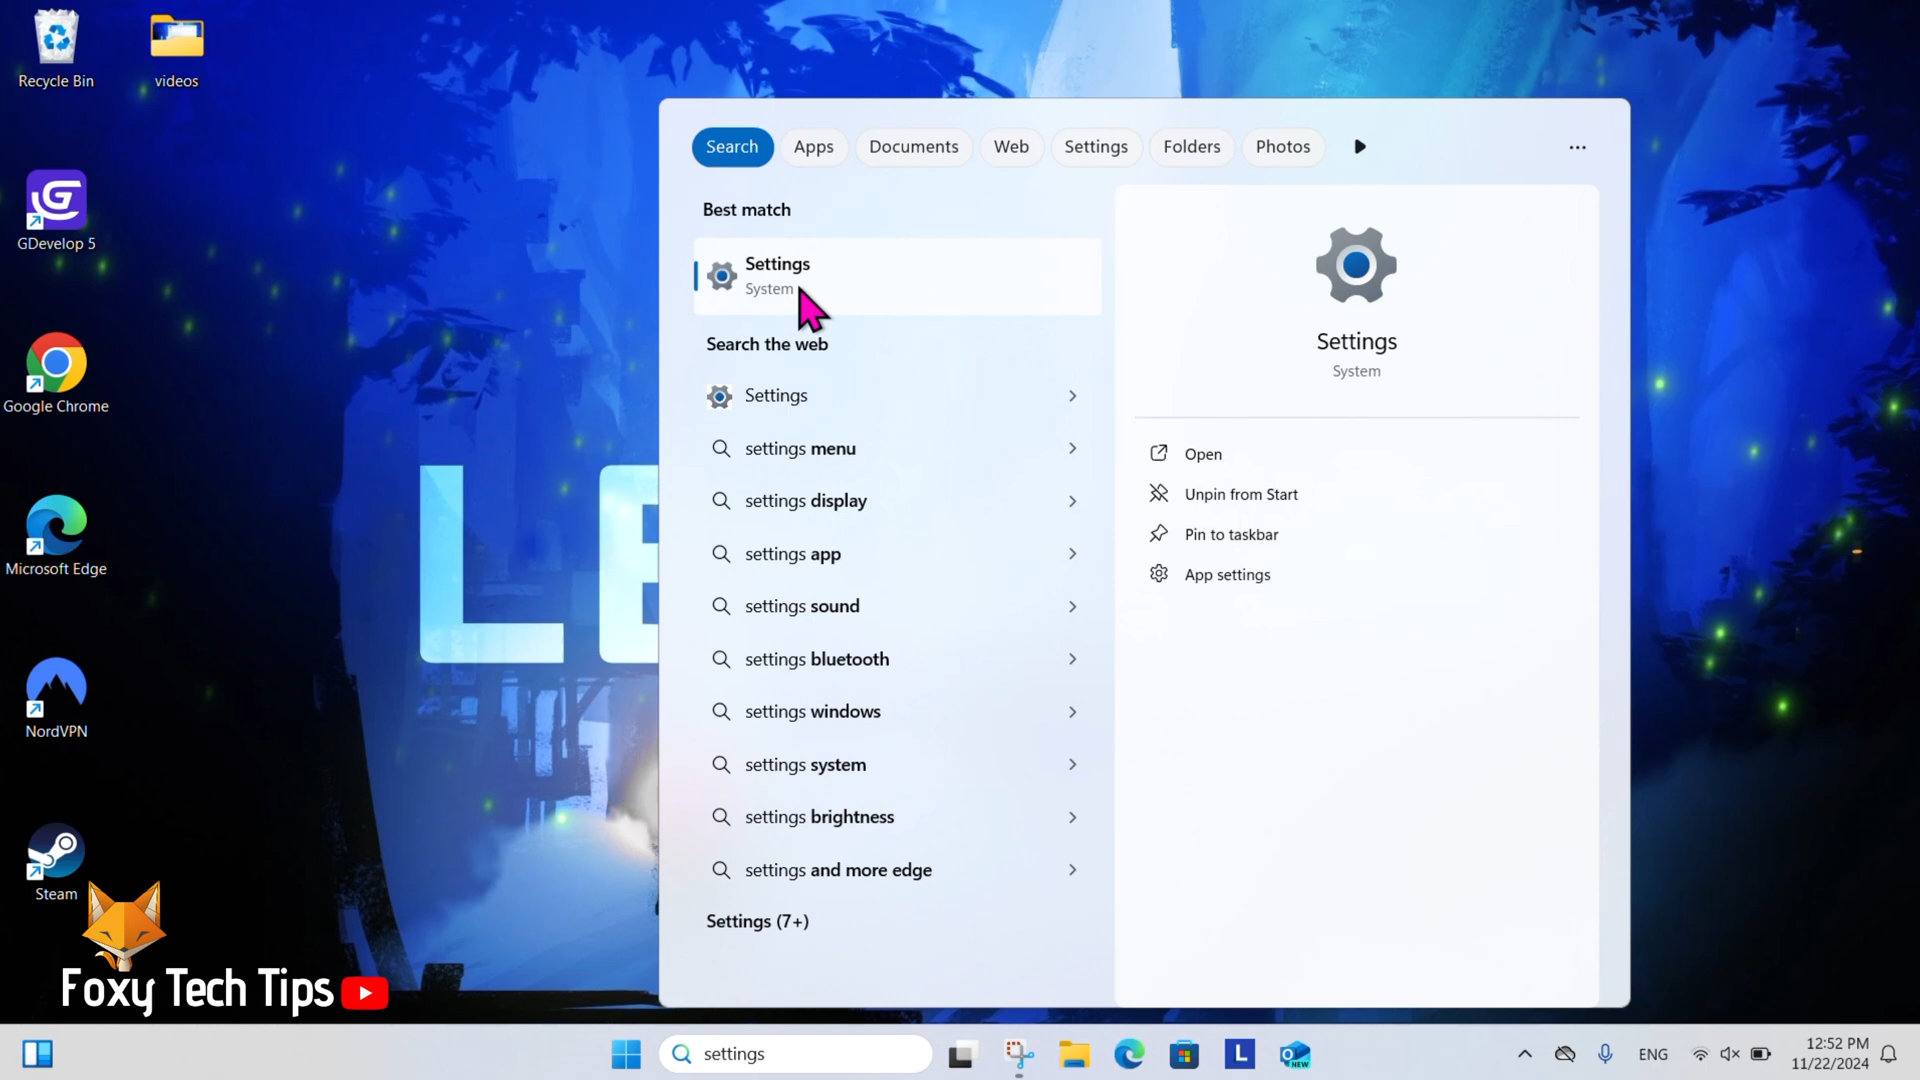 Recycle Bin
videos
GDevelop 5
Google Chrome
Microsoft Edge
NordVPN
Steam
LE
Search
Apps
Documents
Web
Settings
Folders
Photos
Best match
Settings
System
Search the web
Settings
settings menu
settings display
settings app
settings sound
settings bluetooth
settings windows
settings system
settings brightness
settings and more edge
Settings (7+)
Settings
System
Open
Unpin from Start
Pin to taskbar
App settings
Foxy Tech Tips
settings
L
NEW
ENG
12:52 PM
11/22/2024